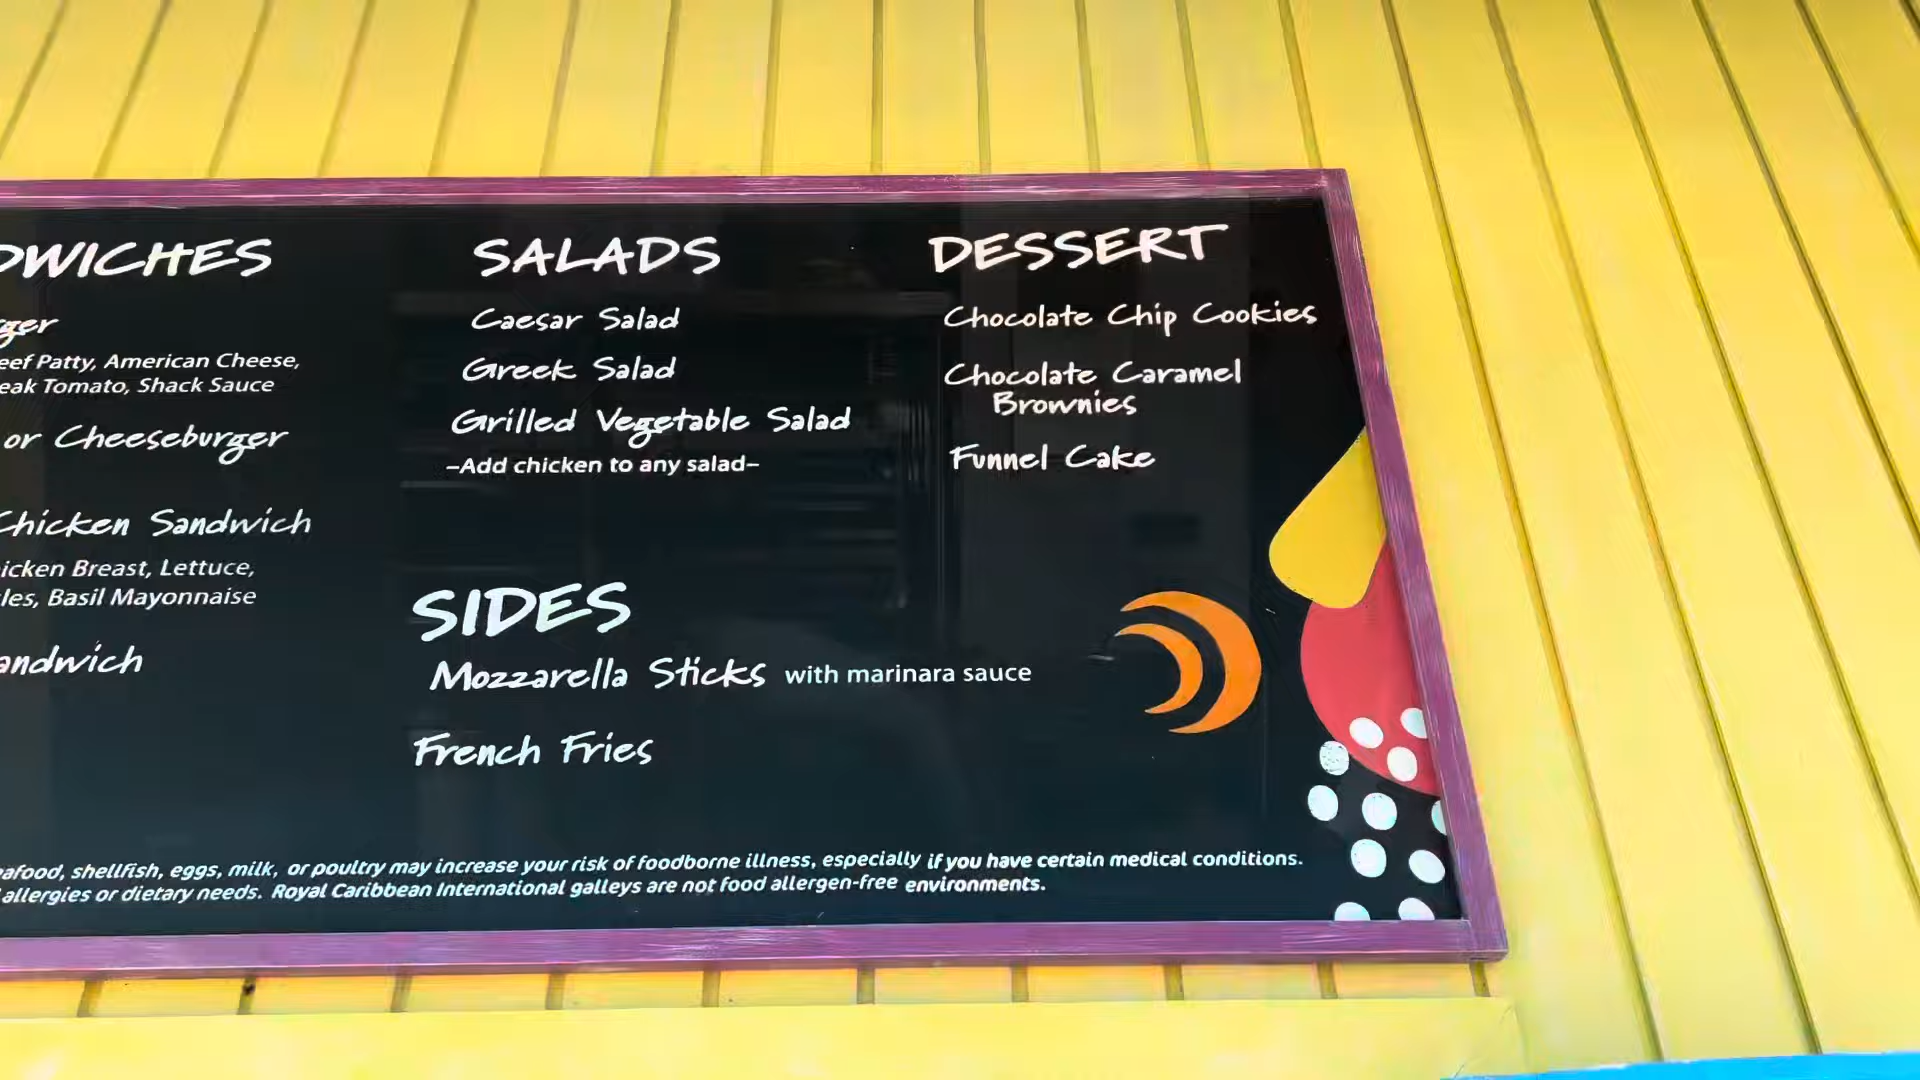 DWICHES
ger
eef Patty, American Cheese,
eak Tomato, Shack Sauce
or Cheeseburger
Chicken Sandwich
icken Breast, Lettuce,
les, Basil Mayonnaise
andwich
SALADS
Caesar Salad
Greek Salad
Grilled Vegetable Salad
–Add chicken to any salad–
SIDES
Mozzarella Sticks with marinara sauce
French Fries
DESSERT
Chocolate Chip Cookies
Chocolate Caramel
Brownies
Funnel Cake
eafood, shellfish, eggs, milk, or poultry may increase your risk of foodborne illness, especially if you have certain medical conditions.
allergies or dietary needs. Royal Caribbean International galleys are not food allergen-free environments.